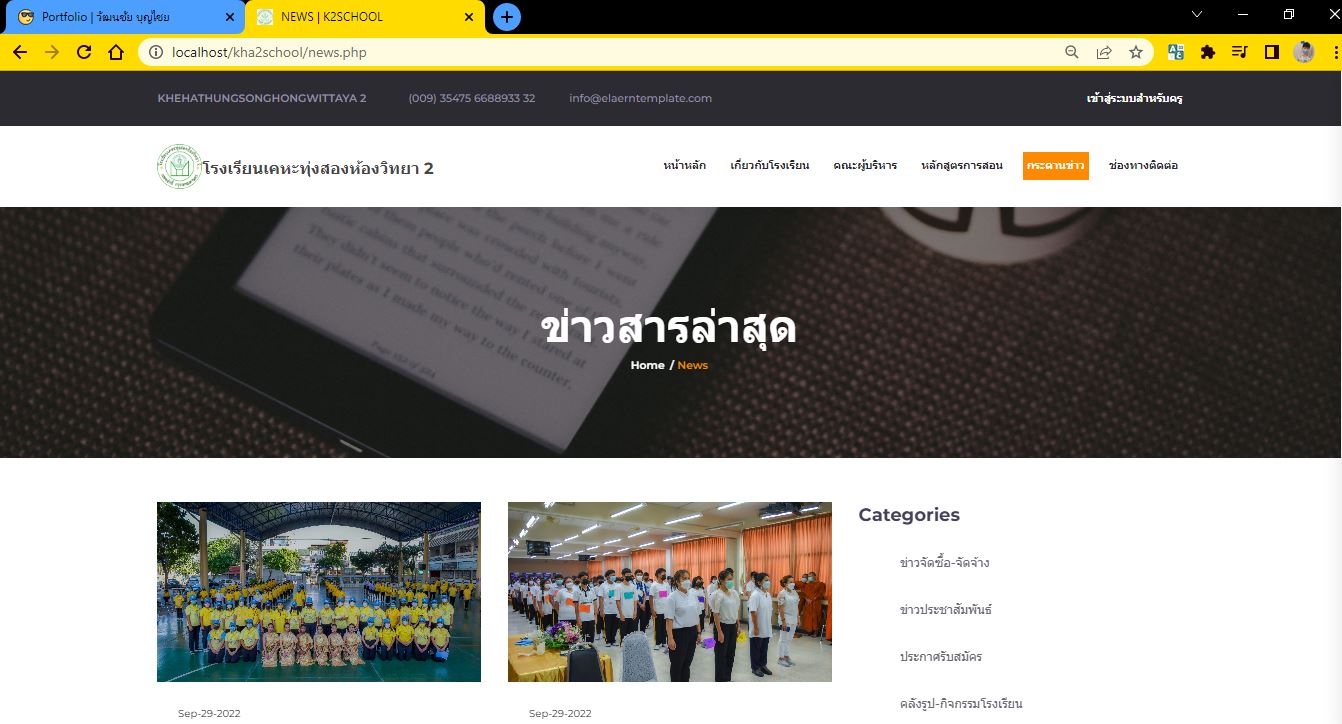 Portfolio | วัฒนชัย บุญไชย
NEWS | K2SCHOOL
localhost/kha2school/news.php
KHEHATHUNGSONGHONGWITTAYA 2 (009) 35475 6688933 32 info@elaerntemplate.com เข้าสู่ระบบสำหรับครู
โรงเรียนเคหะทุ่งสองห้องวิทยา 2 หน้าหลัก เกี่ยวกับโรงเรียน คณะผู้บริหาร หลักสูตรการสอน กระดานข่าว ช่องทางติดต่อ
ข่าวสารล่าสุด
Home / News
Categories
ข่าวจัดซื้อ-จัดจ้าง
ข่าวประชาสัมพันธ์
ประกาศรับสมัคร
คลังรูป-กิจกรรมโรงเรียน
Sep-29-2022 Sep-29-2022